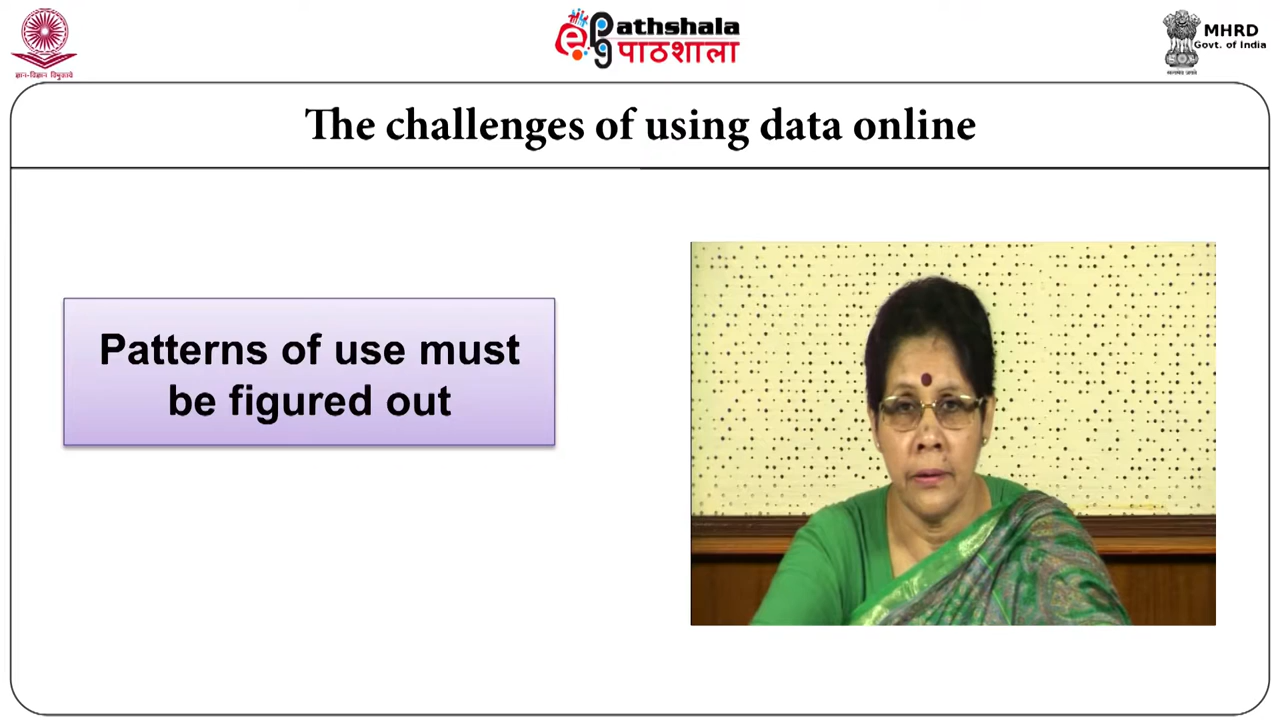 ज्ञान-विज्ञान विमुक्तये
ePathshala
पाठशाला
MHRD
Govt. of India
The challenges of using data online
Patterns of use must
be figured out